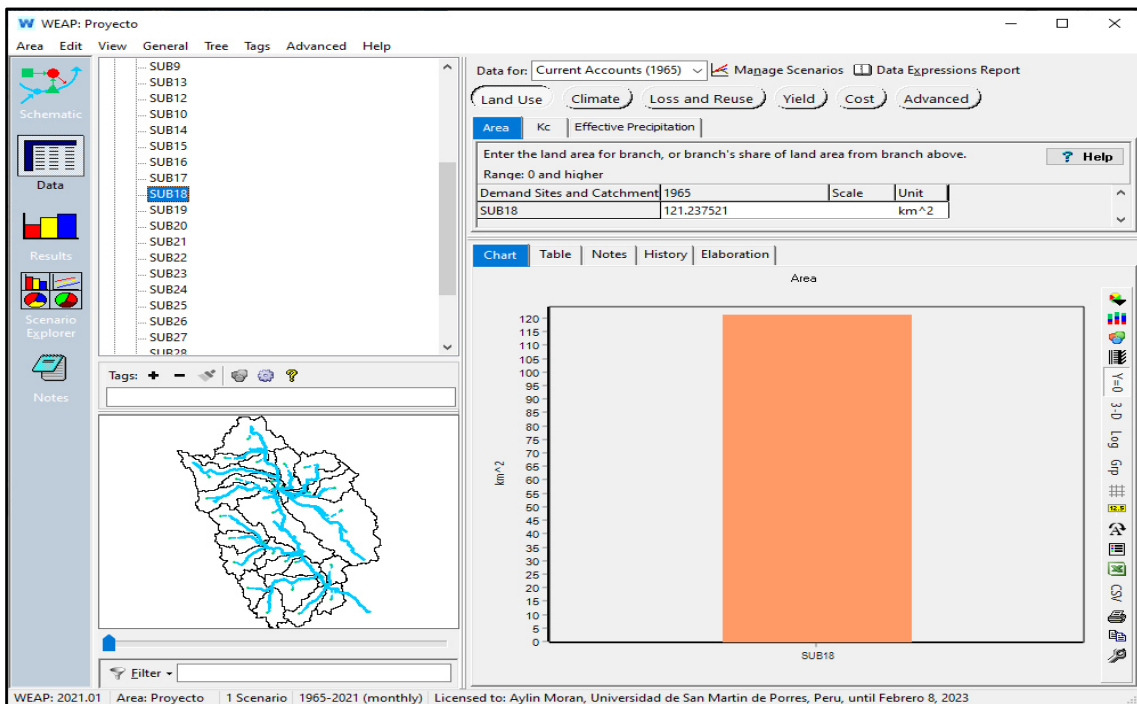 WEAP: Proyecto
Area Edit View General Tree Tags Advanced Help
Schematic
Data
Results
Scenario
Explorer
Notes
SUB9
SUB13
SUB12
SUB10
SUB14
SUB15
SUB16
SUB17
SUB18
SUB19
SUB20
SUB21
SUB22
SUB23
SUB24
SUB25
SUB26
SUB27
SUB28
Tags:
Filter
Data for: Current Accounts (1965) Manage Scenarios Data Expressions Report
Land Use Climate Loss and Reuse Yield Cost Advanced
Area Kc Effective Precipitation
Enter the land area for branch, or branch's share of land area from branch above.
? Help
Range: 0 and higher
Demand Sites and Catchment 1965 Scale Unit
SUB18 121.237521 km^2
Chart Table Notes History Elaboration
Area
120
115
110
105
100
95
90
85
80
75
70
65
60
55
50
45
40
35
30
25
20
15
10
5
0
km^2
SUB18
Y=0
3-D
Log
Grp
12.5
A
CSV
WEAP: 2021.01 Area: Proyecto 1 Scenario 1965-2021 (monthly) Licensed to: Aylin Moran, Universidad de San Martin de Porres, Peru, until Febrero 8, 2023